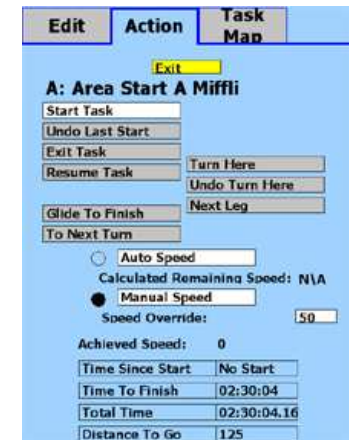 Edit Action Task Map
Exit
A: Area Start A Miffli
Start Task
Undo Last Start
Exit Task
Resume Task
Turn Here
Undo Turn Here
Next Leg
Glide To Finish
To Next Turn
Auto Speed
Calculated Remaining Speed: N\A
Manual Speed
Speed Override: 50
Achieved Speed: 0
Time Since Start No Start
Time To Finish 02:30:04
Total Time 02:30:04.16
Distance To Go 125